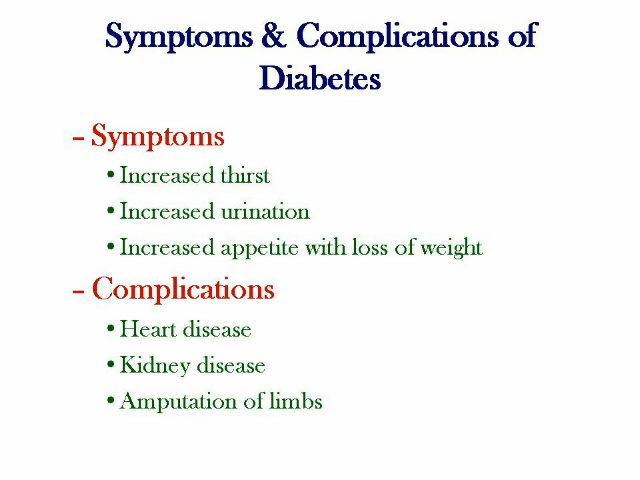 Symptoms & Complications of
Diabetes
– Symptoms
• Increased thirst
• Increased urination
• Increased appetite with loss of weight
– Complications
• Heart disease
• Kidney disease
• Amputation of limbs